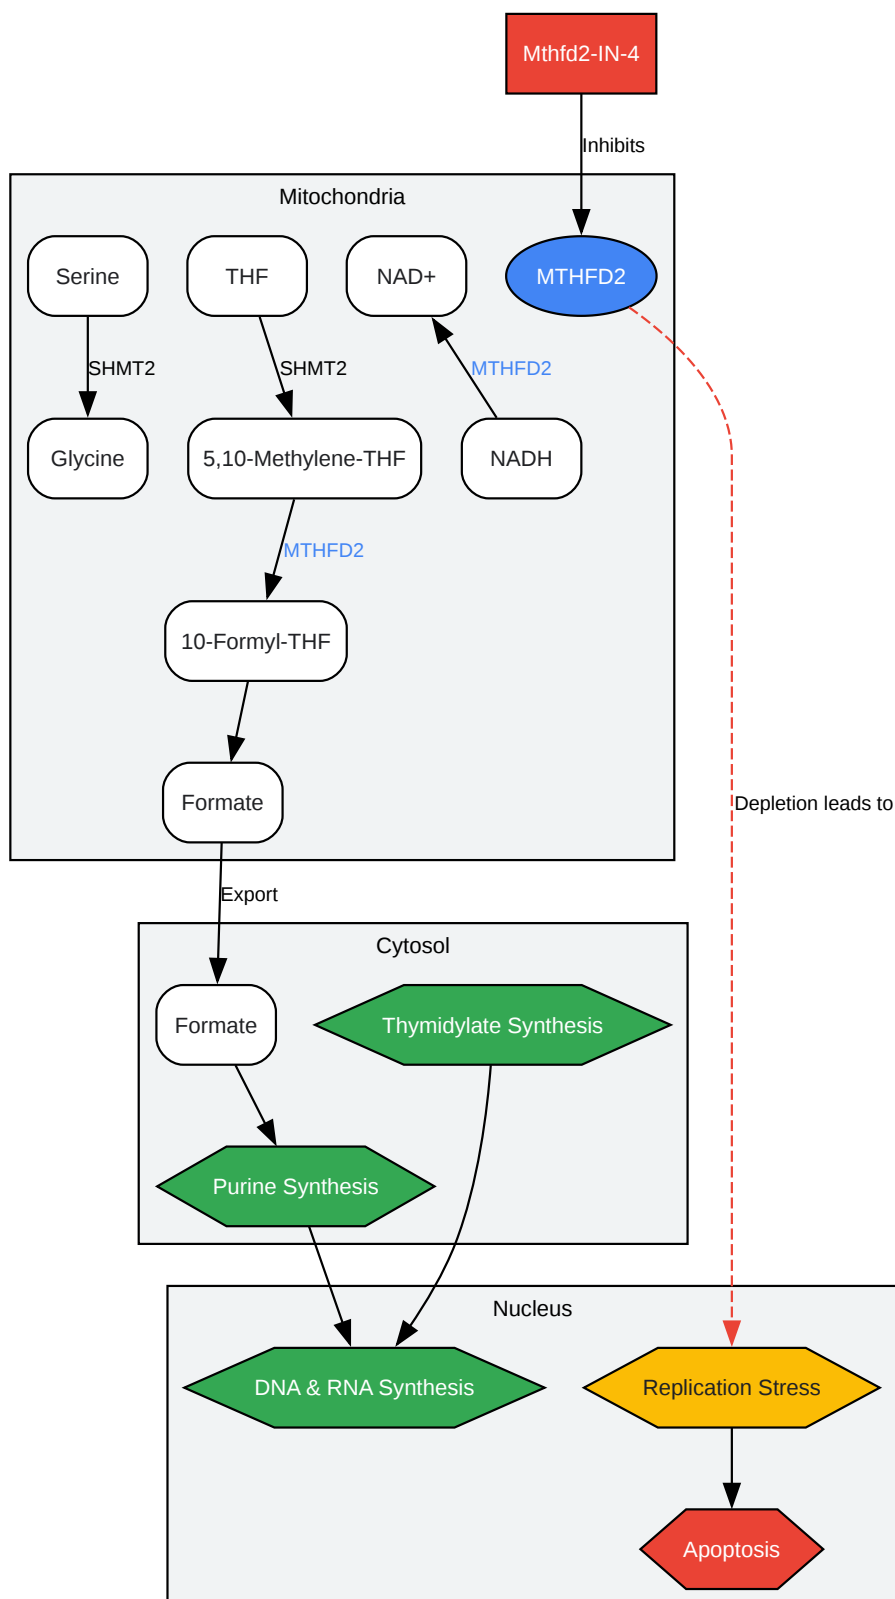 Mthfd2-IN-4
Inhibits
Mitochondria
Serine
THF
NAD+
MTHFD2
SHMT2
SHMT2
MTHFD2
Glycine
5,10-Methylene-THF
NADH
MTHFD2
10-Formyl-THF
Formate
Depletion leads to
Export
Cytosol
Formate
Thymidylate Synthesis
Purine Synthesis
Nucleus
DNA & RNA Synthesis
Replication Stress
Apoptosis